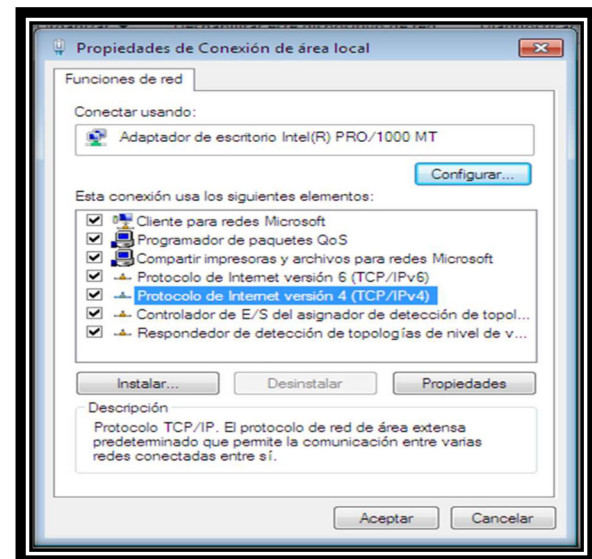 Propiedades de Conexión de área local
Funciones de red
Conectar usando:
Adaptador de escritorio Intel(R) PRO/1000 MT
Configurar...
Esta conexión usa los siguientes elementos:
Cliente para redes Microsoft
Programador de paquetes QoS
Compartir impresoras y archivos para redes Microsoft
Protocolo de Internet versión 6 (TCP/IPv6)
Protocolo de Internet versión 4 (TCP/IPv4)
Controlador de E/S del asignador de detección de topol...
Respondedor de detección de topologías de nivel de v...
Instalar...
Desinstalar
Propiedades
Descripción
Protocolo TCP/IP. El protocolo de red de área extensa
predeterminado que permite la comunicación entre varias
redes conectadas entre sí.
Aceptar
Cancelar